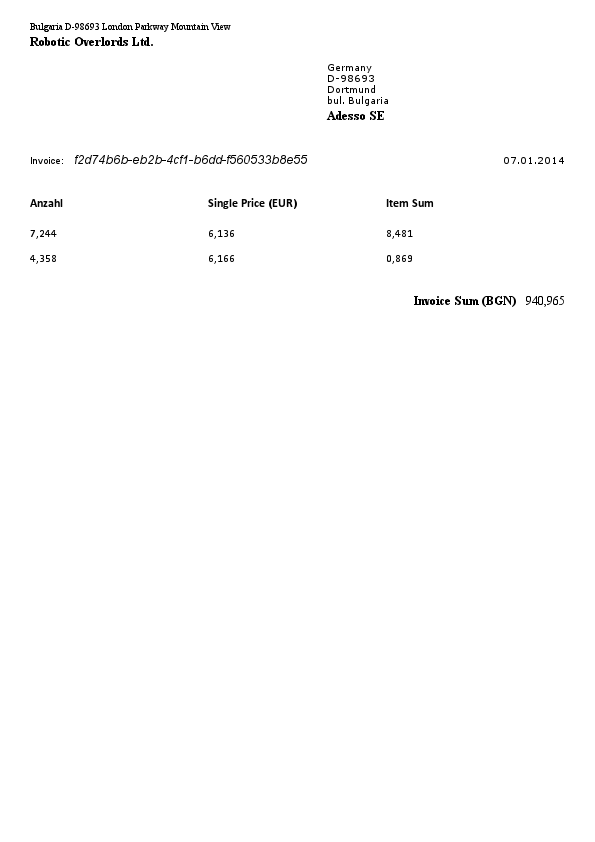 Bulgaria D-98693 London Parkway Mountain View
Robotic Overlords Ltd.
Germany
D-98693
Dortmund
bul. Bulgaria
Adesso SE
Invoice: f2d74b6b-eb2b-4cf1-b6dd-f560533b8e55 07.01.2014
Anzahl Single Price (EUR) Item Sum
7,244 6,136 8,481
4,358 6,166 0,869
Invoice Sum (BGN) 940,965